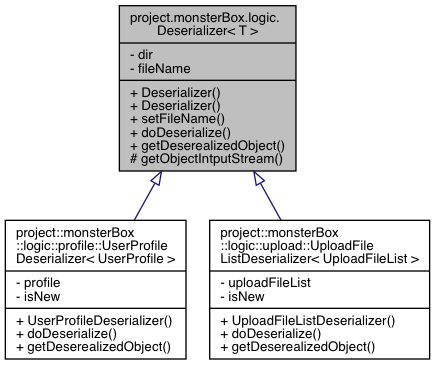 project.monsterBox.logic.
Deserializer< T >
- dir
- fileName
+ Deserializer()
+ Deserializer()
+ setFileName()
+ doDeserialize()
+ getDeserealizedObject()
# getObjectIntputStream()
project::monsterBox
::logic::profile::UserProfile
Deserializer< UserProfile >
- profile
- isNew
+ UserProfileDeserializer()
+ doDeserialize()
+ getDeserealizedObject()
project::monsterBox
::logic::upload::UploadFile
ListDeserializer< UploadFileList >
- uploadFileList
- isNew
+ UploadFileListDeserializer()
+ doDeserialize()
+ getDeserealizedObject()